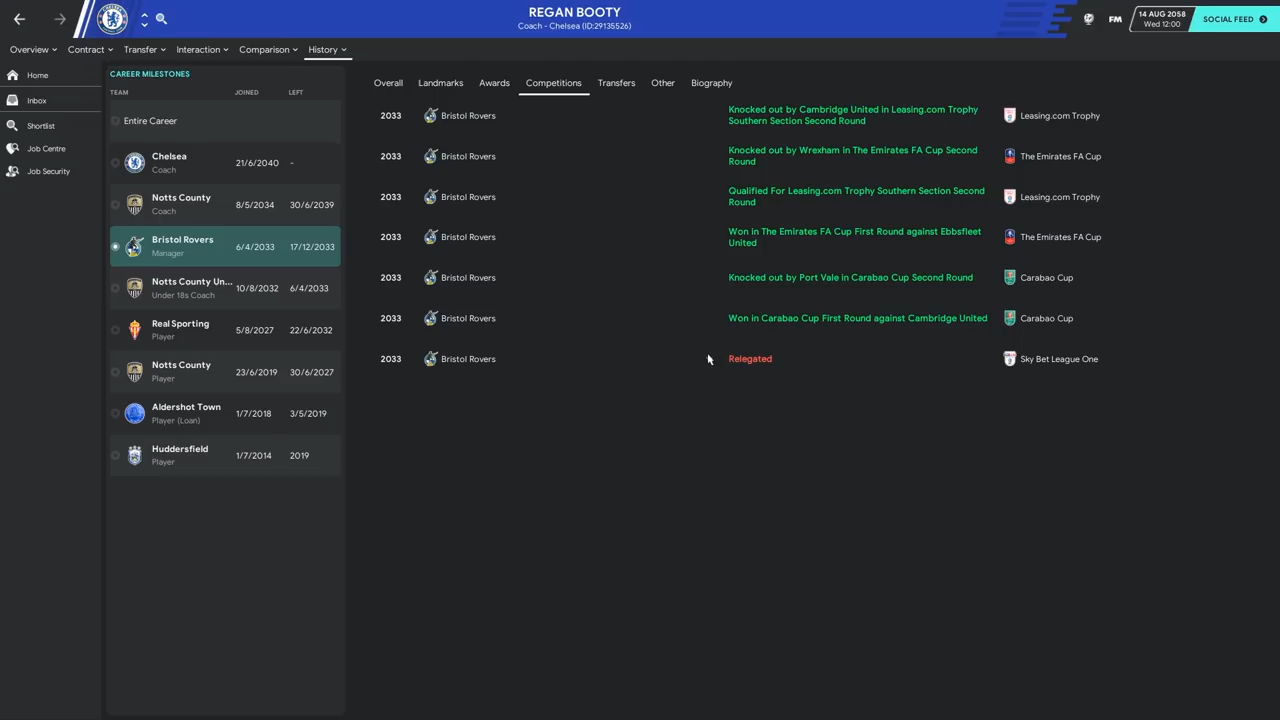 REGAN BOOTY
Coach - Chelsea (ID:29135526)
FM
14 AUG 2058
Wed 12:00
SOCIAL FEED
Overview
Contract
Transfer
Interaction
Comparison
History
Home
Inbox
Shortlist
Job Centre
Job Security
CAREER MILESTONES
TEAM JOINED LEFT
Entire Career
Chelsea
Coach
21/6/2040 -
Notts County
Coach
8/5/2034 30/6/2039
Bristol Rovers
Manager
6/4/2033 17/12/2033
Notts County Un...
Under 18s Coach
10/8/2032 6/4/2033
Real Sporting
Player
5/8/2027 22/6/2032
Notts County
Player
23/6/2019 30/6/2027
Aldershot Town
Player (Loan)
1/7/2018 3/5/2019
Huddersfield
Player
1/7/2014 2019
Overall Landmarks Awards Competitions Transfers Other Biography
2033 Bristol Rovers
Knocked out by Cambridge United in Leasing.com Trophy
Southern Section Second Round
Leasing.com Trophy
2033 Bristol Rovers
Knocked out by Wrexham in The Emirates FA Cup Second
Round
The Emirates FA Cup
2033 Bristol Rovers
Qualified For Leasing.com Trophy Southern Section Second
Round
Leasing.com Trophy
2033 Bristol Rovers
Won in The Emirates FA Cup First Round against Ebbsfleet
United
The Emirates FA Cup
2033 Bristol Rovers Knocked out by Port Vale in Carabao Cup Second Round Carabao Cup
2033 Bristol Rovers Won in Carabao Cup First Round against Cambridge United Carabao Cup
2033 Bristol Rovers Relegated Sky Bet League One